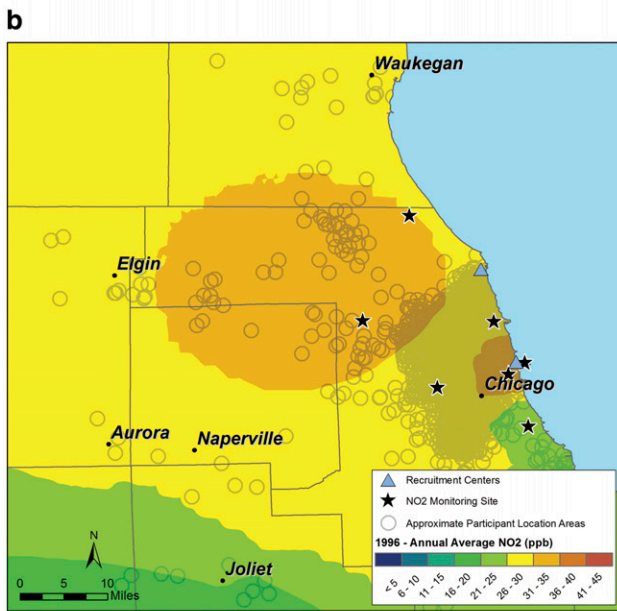 b
Waukegan
Elgin
Chicago
Aurora
Naperville
Joliet
N
0 5 10
Miles
Recruitment Centers
NO2 Monitoring Site
Approximate Participant Location Areas
1996 - Annual Average NO2 (ppb)
< 5
6 - 10
11 - 15
16 - 20
21 - 25
26 - 30
31 - 35
36 - 40
41 - 45